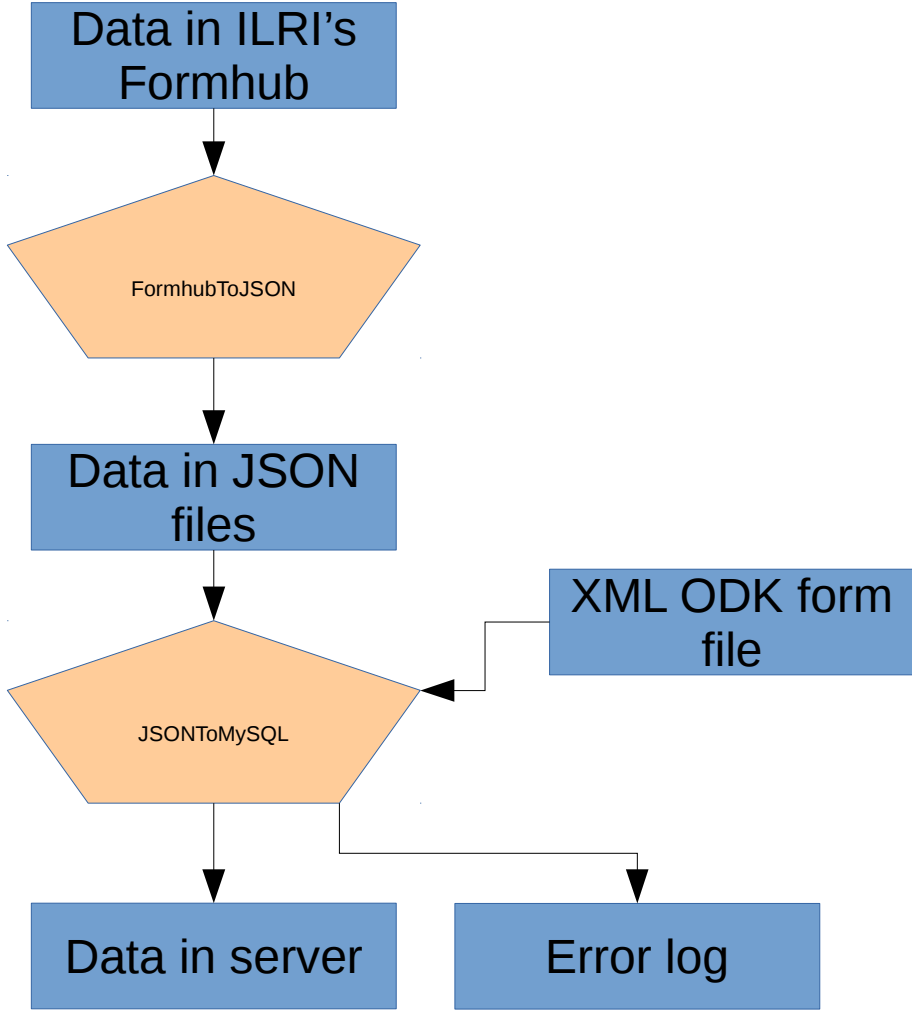 Data in ILRI’s
Formhub
FormhubToJSON
Data in JSON
files
XML ODK form
file
JSONToMySQL
Data in server
Error log